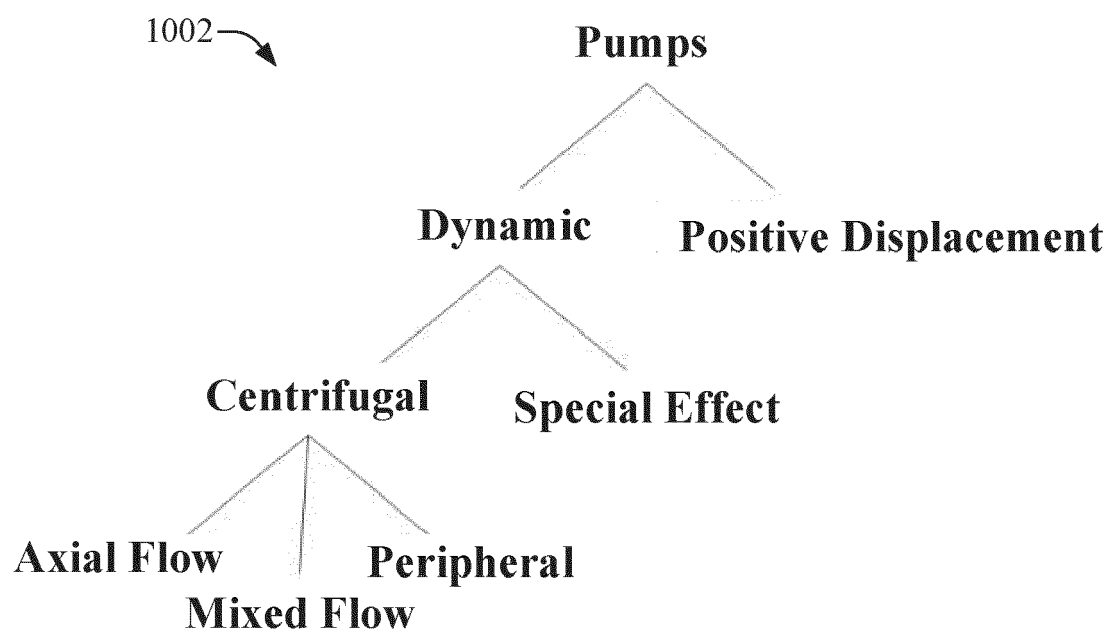 1002
Pumps
Dynamic
Positive Displacement
Centrifugal
Special Effect
Axial Flow
Peripheral
Mixed Flow